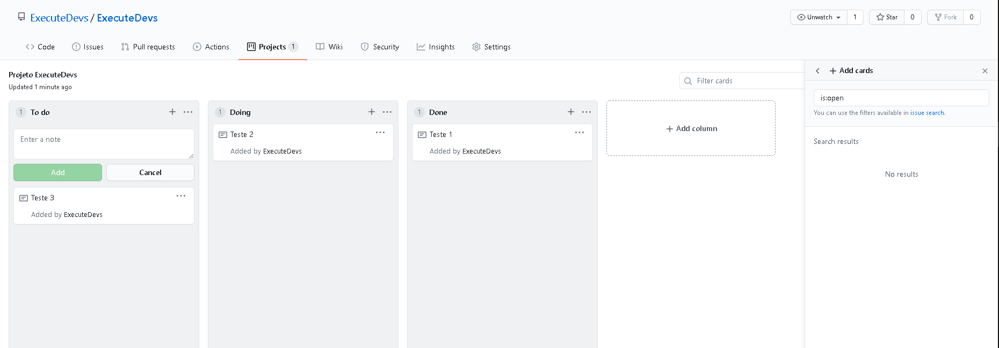 ExecuteDevs / ExecuteDevs
Unwatch 1 Star 0 Fork 0
Code Issues Pull requests Actions Projects 1 Wiki Security Insights Settings
Projeto ExecuteDevs
Updated 1 minute ago
Filter cards
1 To do
Enter a note
Add Cancel
Teste 3
Added by ExecuteDevs
1 Doing
Teste 2
Added by ExecuteDevs
1 Done
Teste 1
Added by ExecuteDevs
+ Add column
+ Add cards
is:open
You can use the filters available in issue search.
Search results
No results